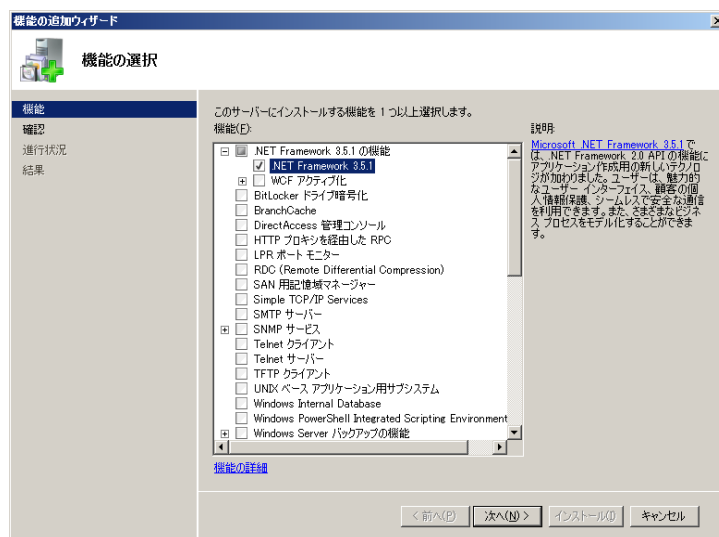 機能の追加ウィザード
機能の選択
機能
確認
進行状況
結果
このサーバーにインストールする機能を 1 つ以上選択します。
機能(F):
.NET Framework 3.5.1 の機能
.NET Framework 3.5.1
WCF アクティブ化
BitLocker ドライブ暗号化
BranchCache
DirectAccess 管理コンソール
HTTP プロキシを経由した RPC
LPR ポート モニター
RDC (Remote Differential Compression)
SAN 用記憶域マネージャー
Simple TCP/IP Services
SMTP サーバー
SNMP サービス
Telnet クライアント
Telnet サーバー
TFTP クライアント
UNIX ベース アプリケーション用サブシステム
Windows Internal Database
Windows PowerShell Integrated Scripting Environment
Windows Server バックアップの機能
機能の詳細
説明:
Microsoft .NET Framework 3.5.1 で
は、.NET Framework 2.0 API の機能に
アプリケーション作成用の新しいテクノロ
ジが加わりました。ユーザーは、魅力的
なユーザー インターフェイス、顧客の個
人情報保護、シームレスで安全な通信
を利用できます。また、さまざまなビジネ
ス プロセスをモデル化することができま
す。
< 前へ(P)
次へ(N) >
インストール(I)
キャンセル